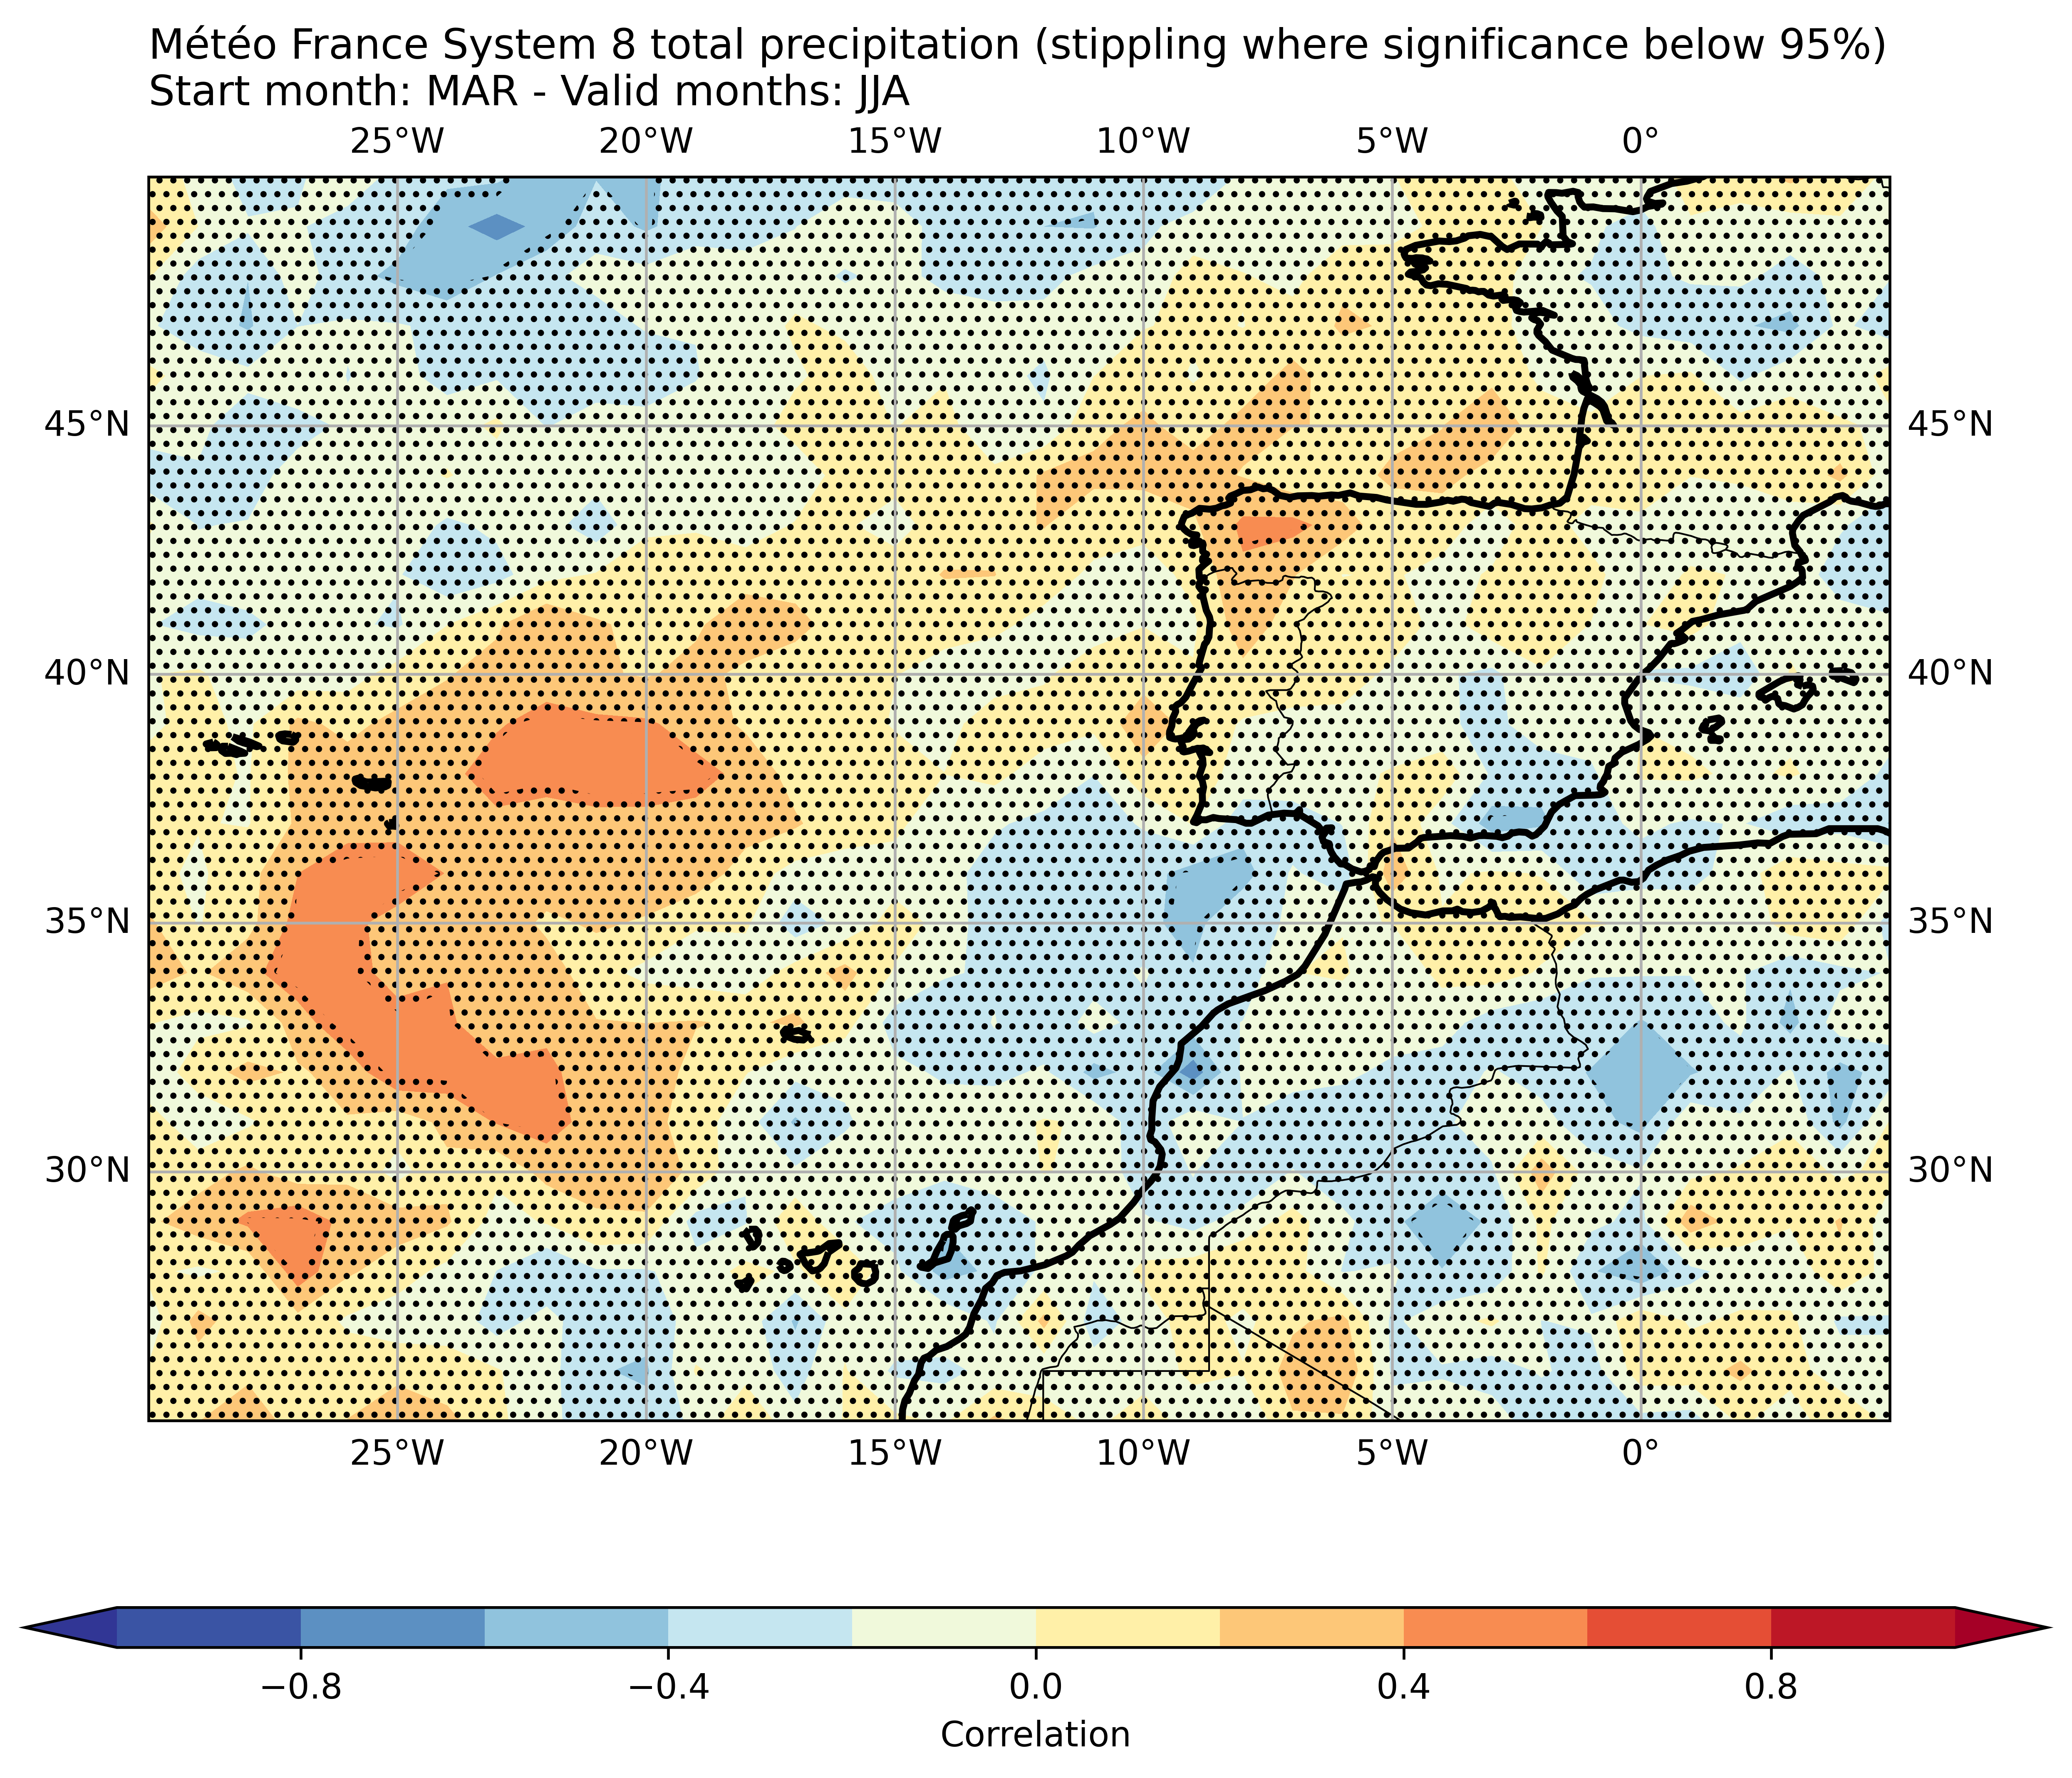 Météo France System 8 total precipitation (stippling where significance below 95%)
Start month: MAR - Valid months: JJA
25°W 20°W 15°W 10°W 5°W 0°
45°N 45°N
40°N 40°N
35°N 35°N
30°N 30°N
25°W 20°W 15°W 10°W 5°W 0°
−0.8 −0.4 0.0 0.4 0.8
Correlation